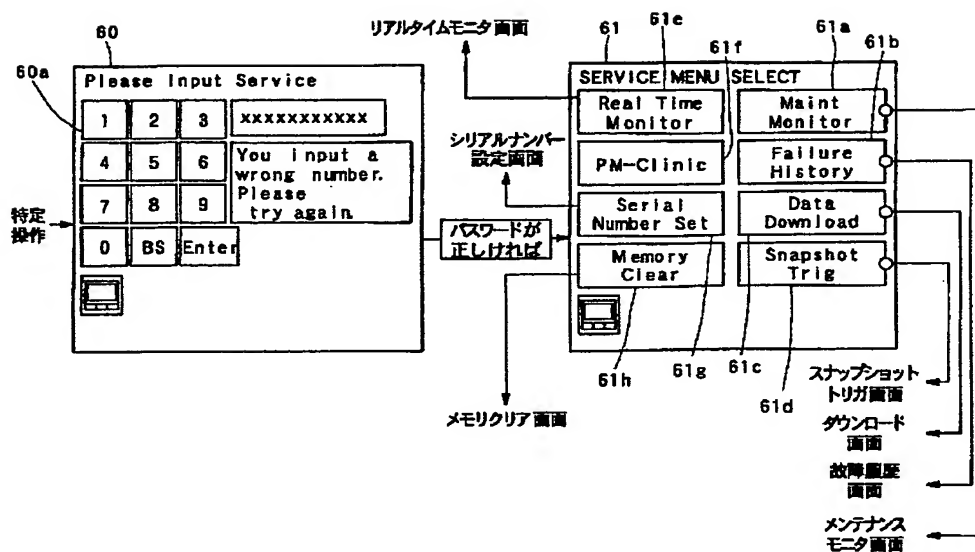 リアルタイムモニタ画面
61e
61
61a
61f
61b
60
60a
Please Input Service
1
2
3
xxxxxxxxxxx
4
5
6
You input a
wrong number.
Please
try again.
7
8
9
0
BS
Enter
特定
操作
シリアルナンバー
設定画面
パスワードが
正しければ
SERVICE MENU SELECT
Real Time
Monitor
Maint
Monitor
PM-Clinic
Failure
History
Serial
Number Set
Data
Download
Memory
Clear
Snapshot
Trig
61h
61g
61c
61d
メモリクリア画面
スナップショット
トリガ画面
ダウンロード
画面
故障履歴
画面
メンテナンス
モニタ画面